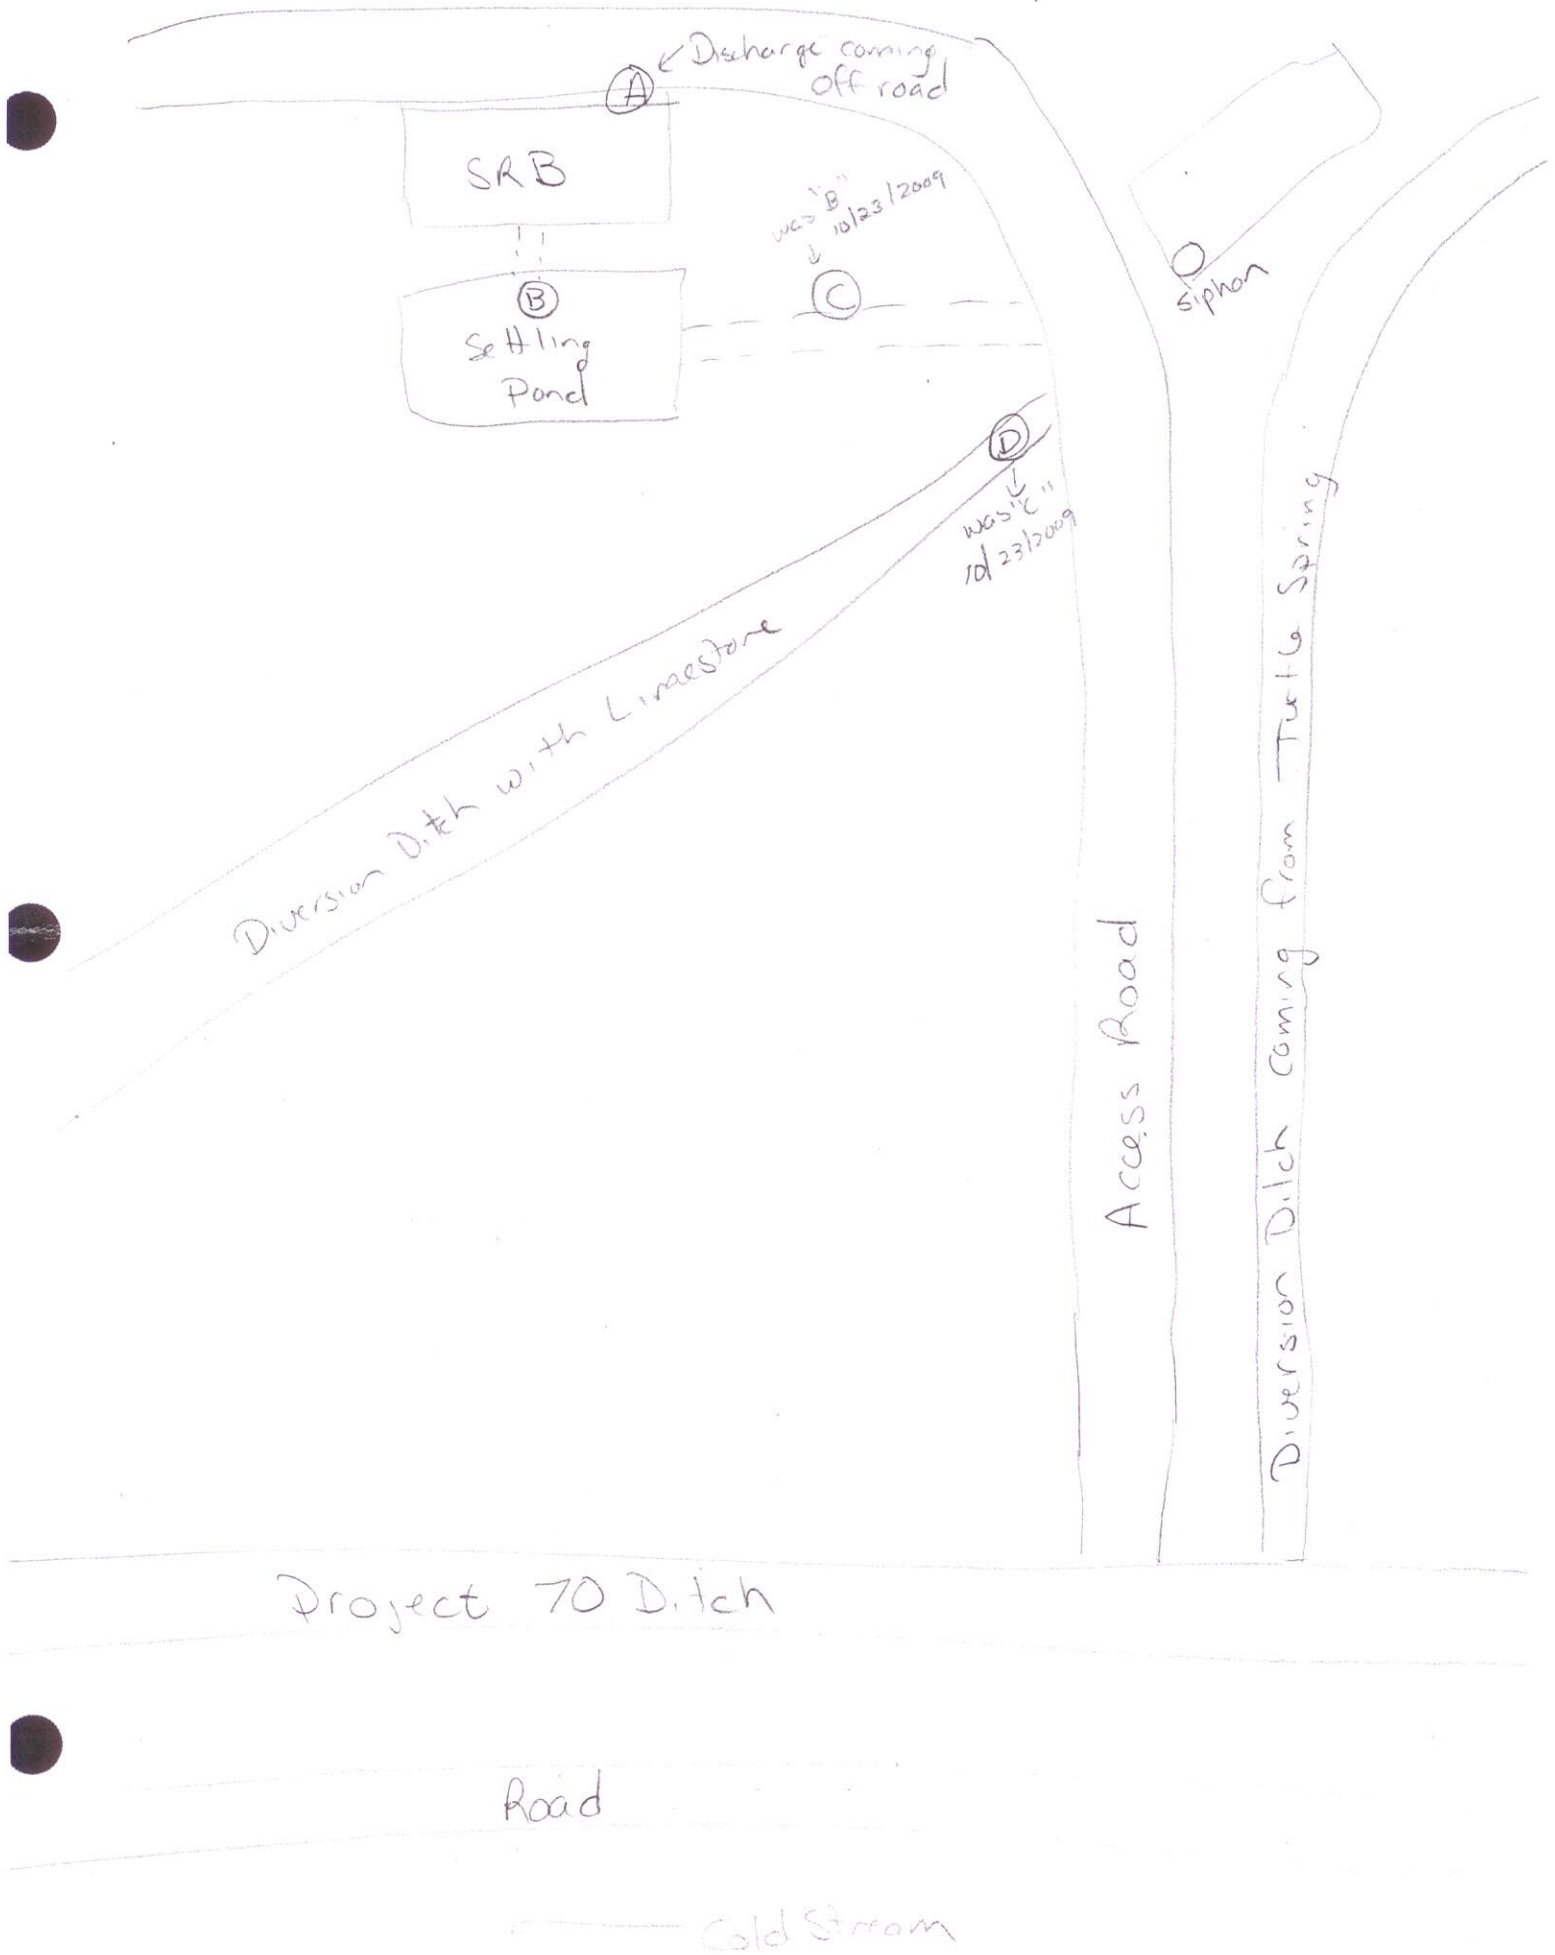 A
Discharge coming
off road
SRB
was "B"
10/23/2009
C
B
Settling
Pond
siphon
D
was "C"
10/23/2009
Diversion Ditch with Limestone
Access Road
Diversion Ditch coming from Turtle Spring
Project 70 Ditch
Road
Cold Stream